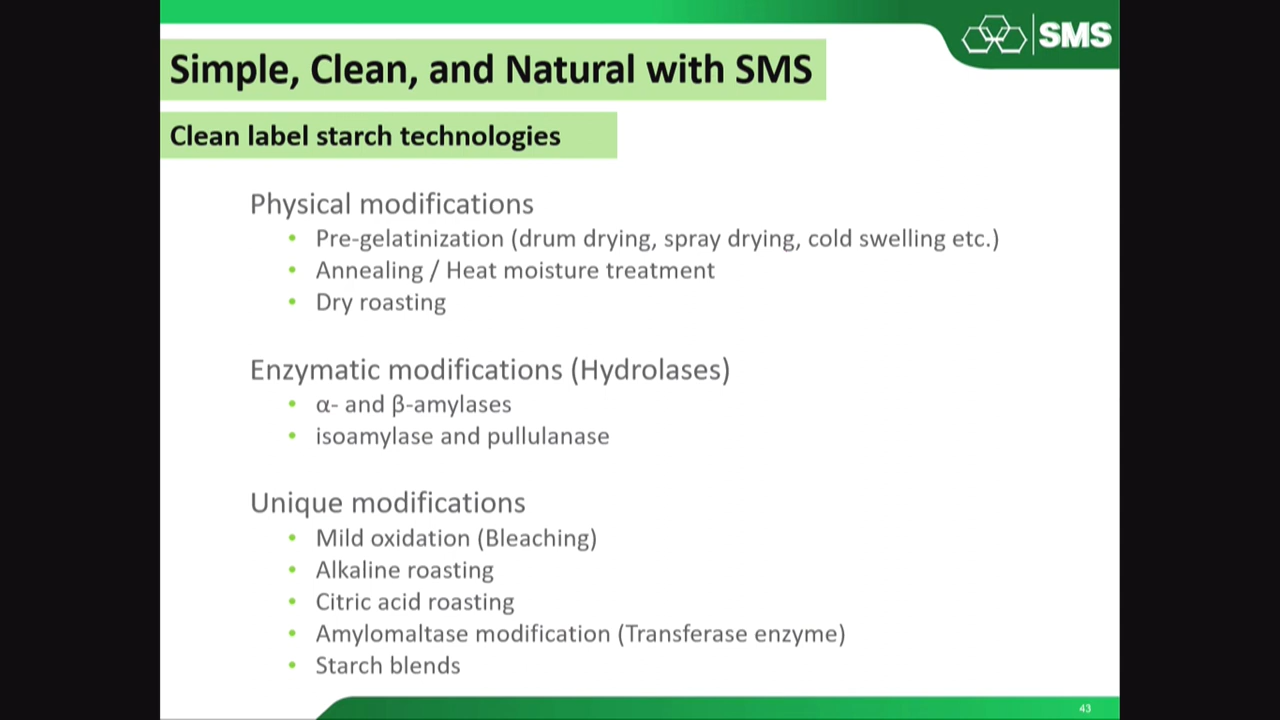 SMS
Simple, Clean, and Natural with SMS
Clean label starch technologies
Physical modifications
• Pre-gelatinization (drum drying, spray drying, cold swelling etc.)
• Annealing / Heat moisture treatment
• Dry roasting
Enzymatic modifications (Hydrolases)
• α- and β-amylases
• isoamylase and pullulanase
Unique modifications
• Mild oxidation (Bleaching)
• Alkaline roasting
• Citric acid roasting
• Amylomaltase modification (Transferase enzyme)
• Starch blends
43